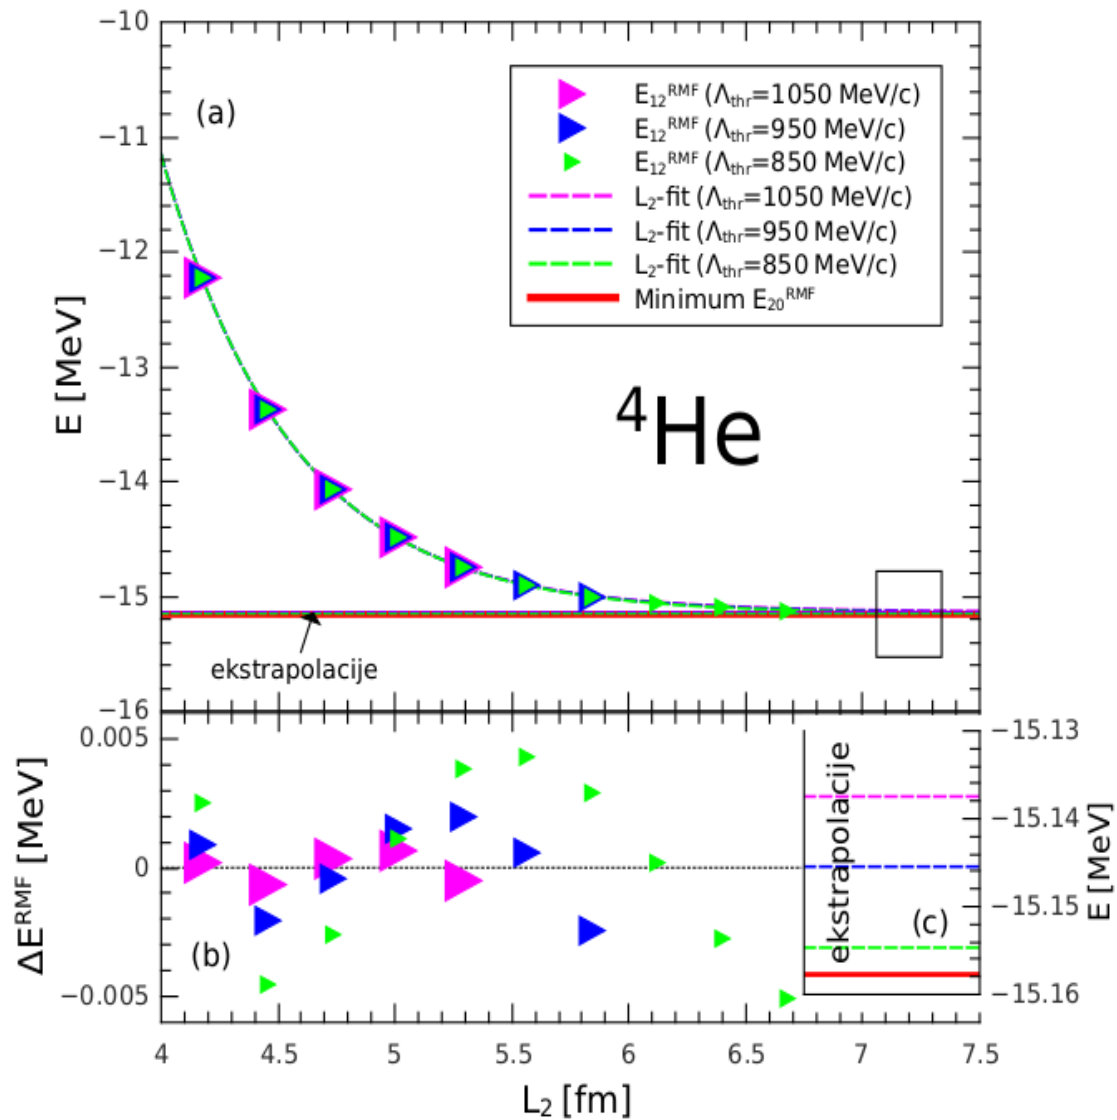 −10
−11
−12
−13
−14
−15
−16
E [MeV]
(a)
E₁₂ᴿᴹᶠ (Λₜₕᵣ=1050 MeV/c)
E₁₂ᴿᴹᶠ (Λₜₕᵣ=950 MeV/c)
E₁₂ᴿᴹᶠ (Λₜₕᵣ=850 MeV/c)
L₂-fit (Λₜₕᵣ=1050 MeV/c)
L₂-fit (Λₜₕᵣ=950 MeV/c)
L₂-fit (Λₜₕᵣ=850 MeV/c)
Minimum E₂₀ᴿᴹᶠ
⁴He
ekstrapolacije
0.005
0
−0.005
ΔEᴿᴹᶠ [MeV]
(b)
ekstrapolacije
(c)
−15.13
−15.14
−15.15
−15.16
E [MeV]
4 4.5 5 5.5 6 6.5 7 7.5
L₂ [fm]